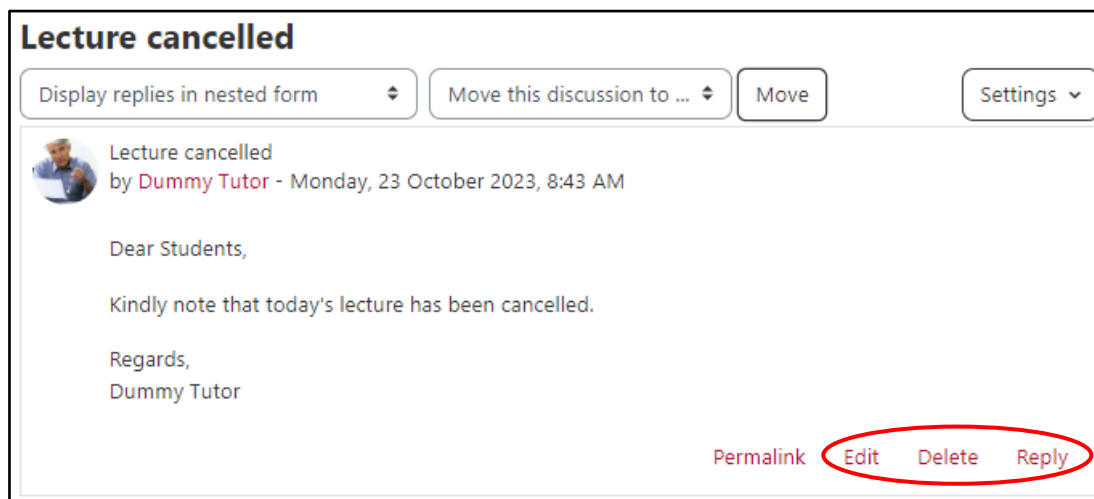 Lecture cancelled
Display replies in nested form
Move this discussion to ...
Move
Settings
Lecture cancelled
by Dummy Tutor - Monday, 23 October 2023, 8:43 AM
Dear Students,
Kindly note that today's lecture has been cancelled.
Regards,
Dummy Tutor
Permalink Edit Delete Reply